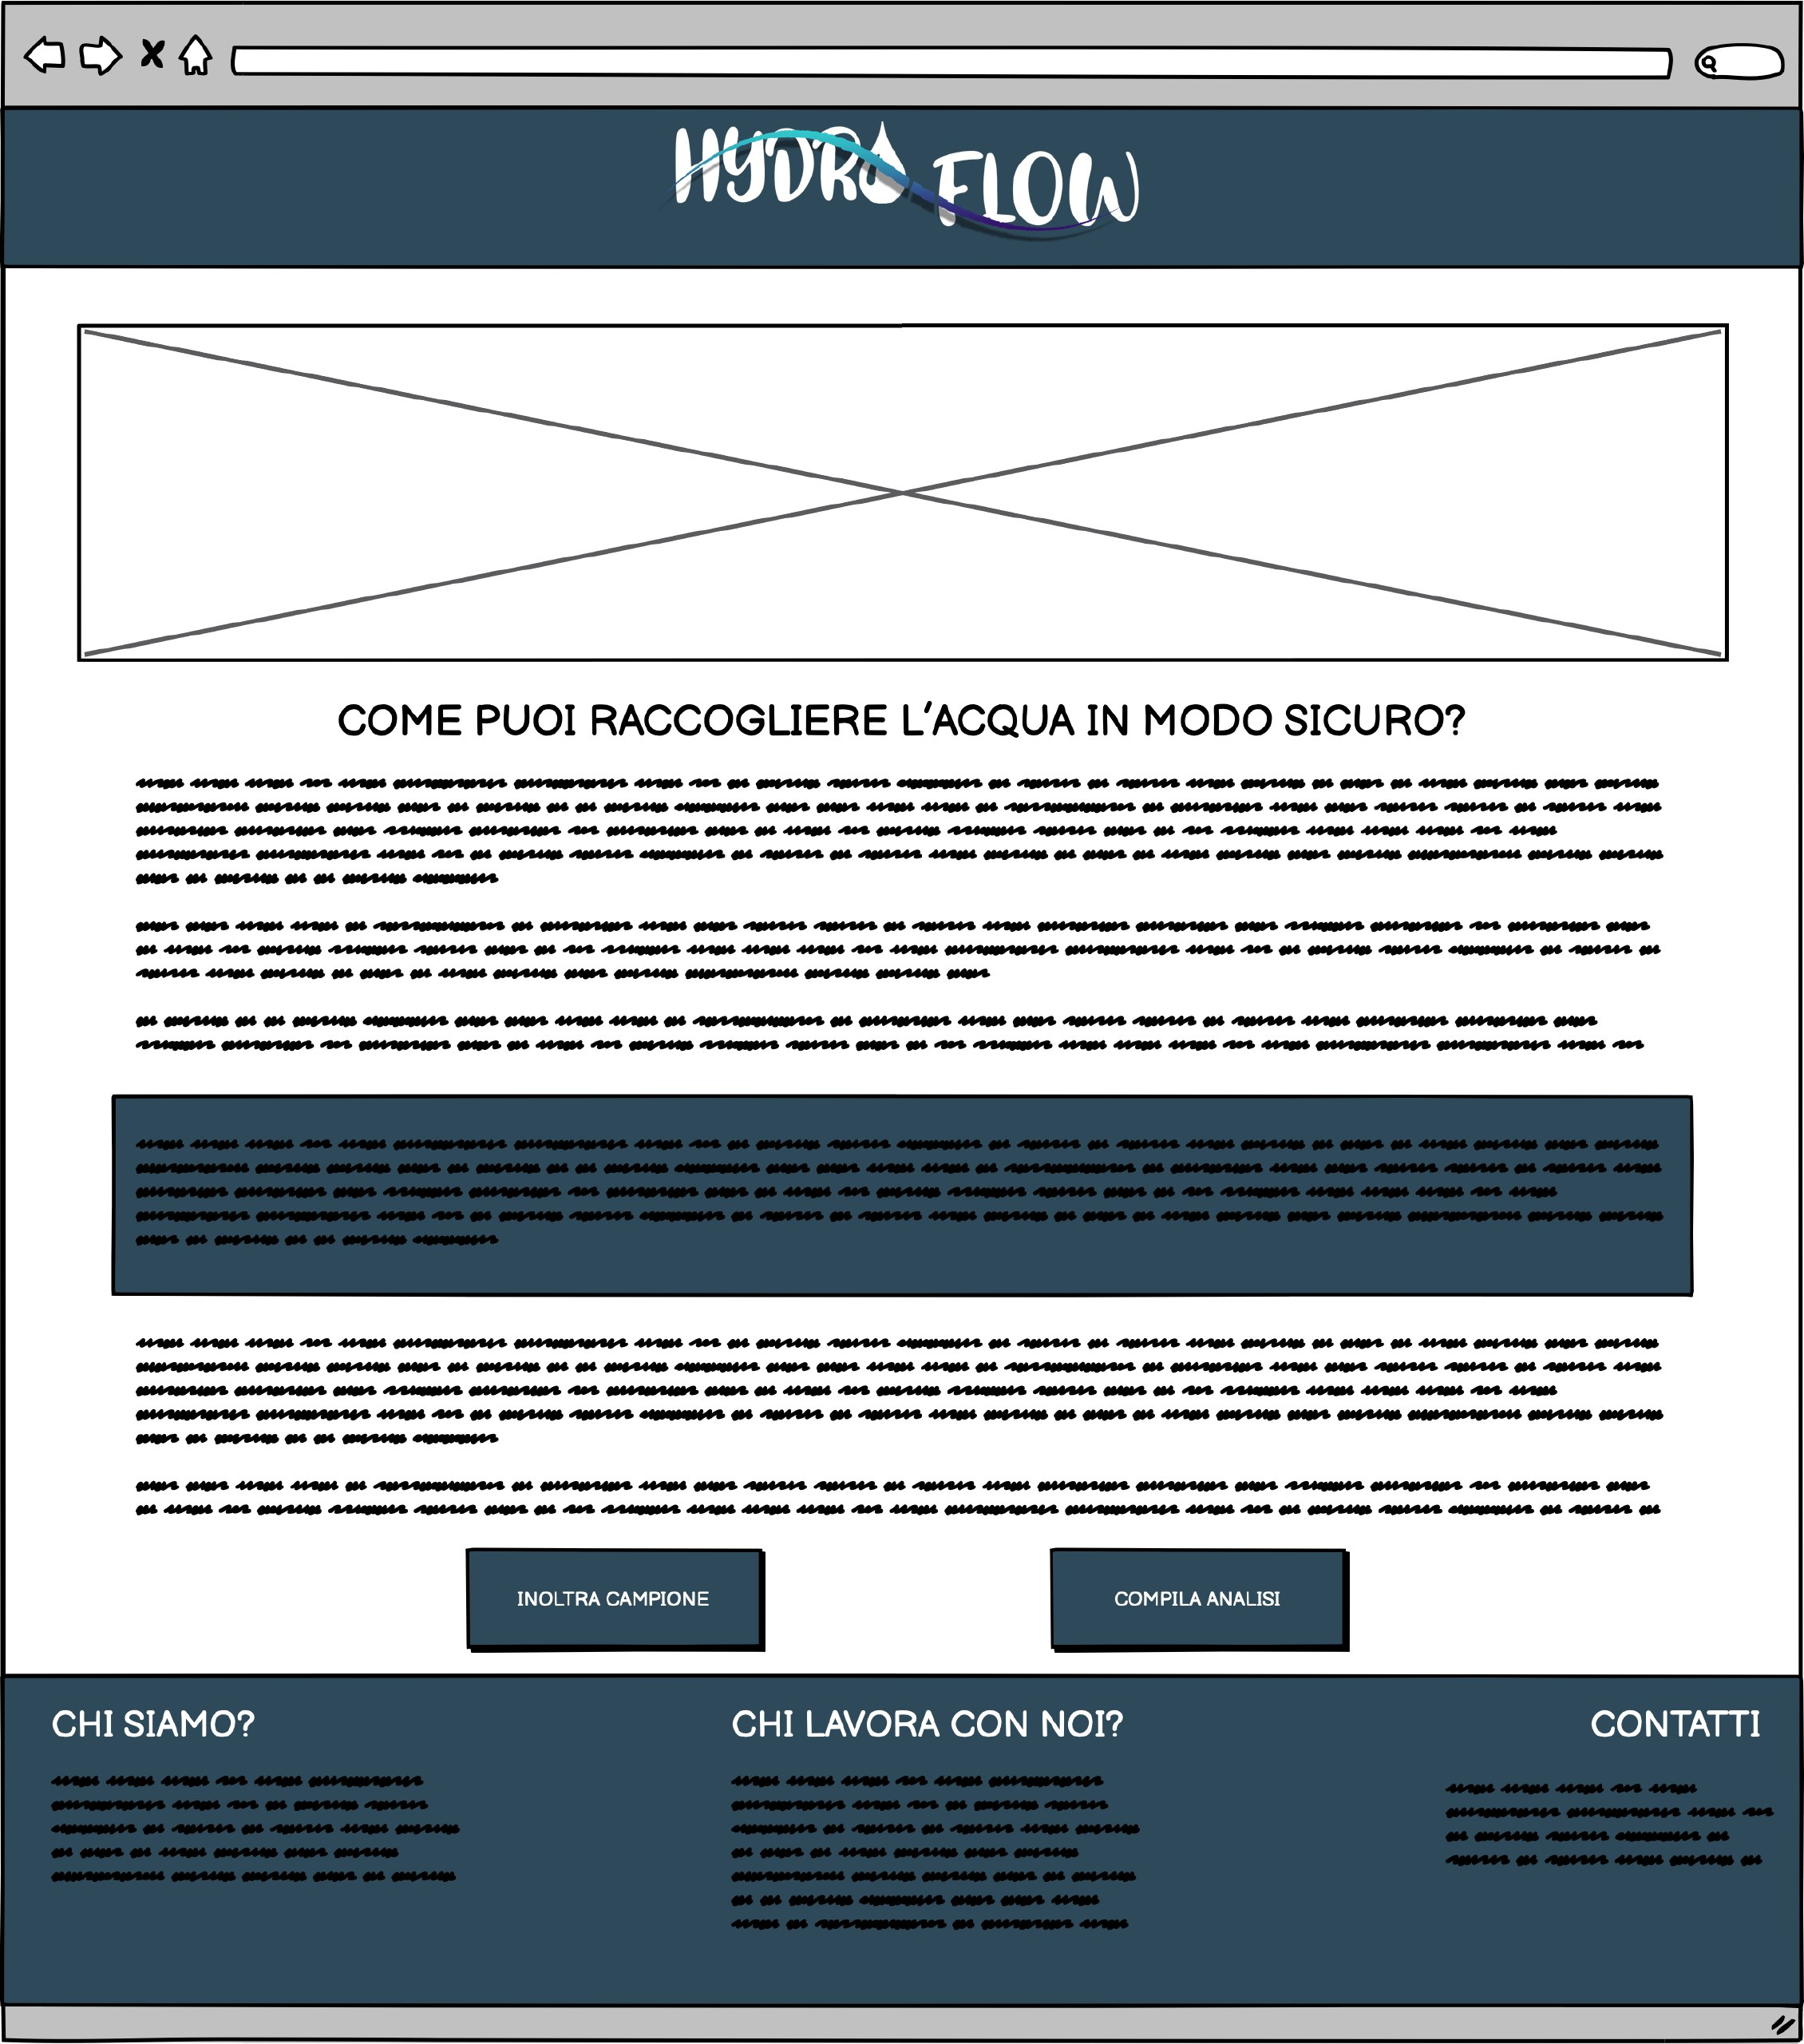 HYDRO FLOW
COME PUOI RACCOGLIERE L'ACQUA IN MODO SICURO?
INOLTRA CAMPIONE
COMPILA ANALISI
CHI SIAMO?
CHI LAVORA CON NOI?
CONTATTI